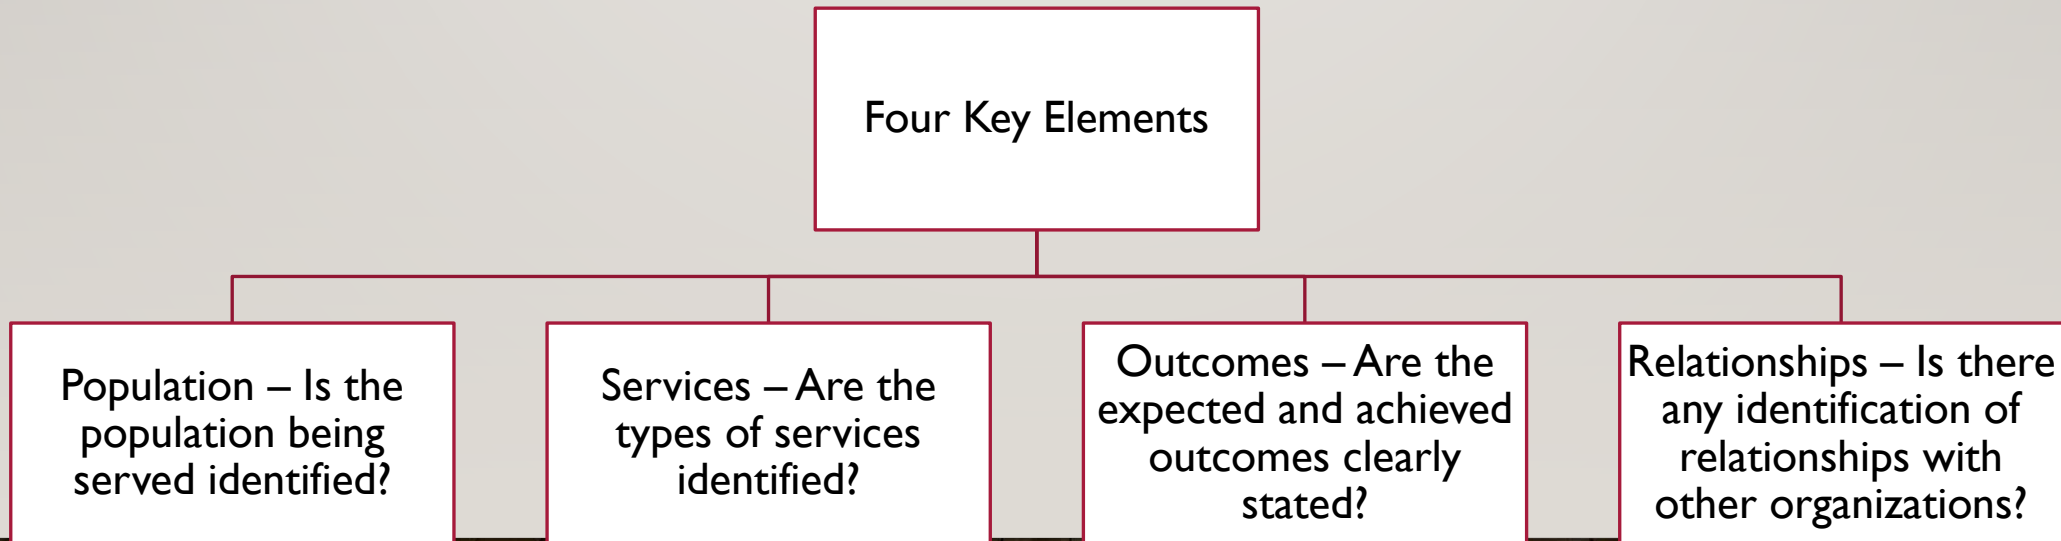 Four Key Elements
Population – Is the
population being
served identified?
Services – Are the
types of services
identified?
Outcomes – Are the
expected and achieved
outcomes clearly
stated?
Relationships – Is there
any identification of
relationships with
other organizations?